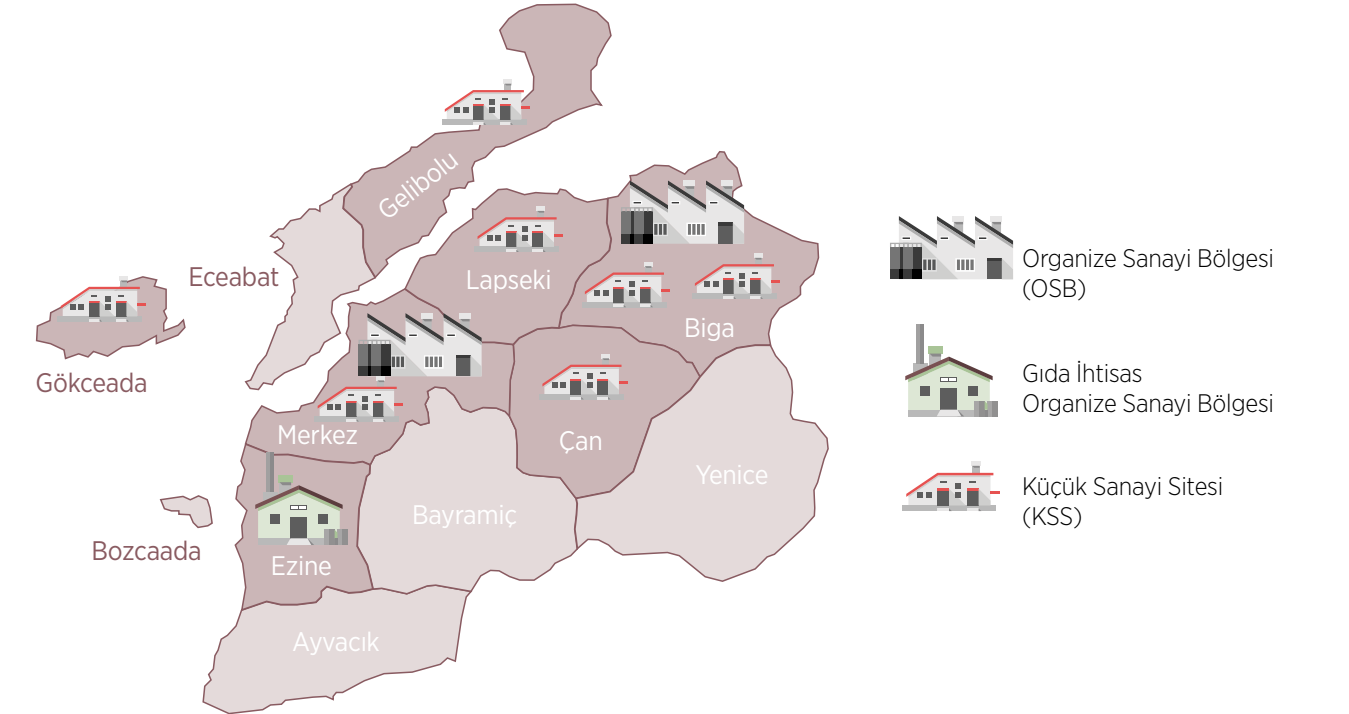 Gelibolu
Eceabat
Lapseki
Gökceada
Biga
Merkez
Çan
Yenice
Bayramiç
Bozcaada
Ezine
Ayvacık
Organize Sanayi Bölgesi
(OSB)
Gıda İhtisas
Organize Sanayi Bölgesi
Küçük Sanayi Sitesi
(KSS)